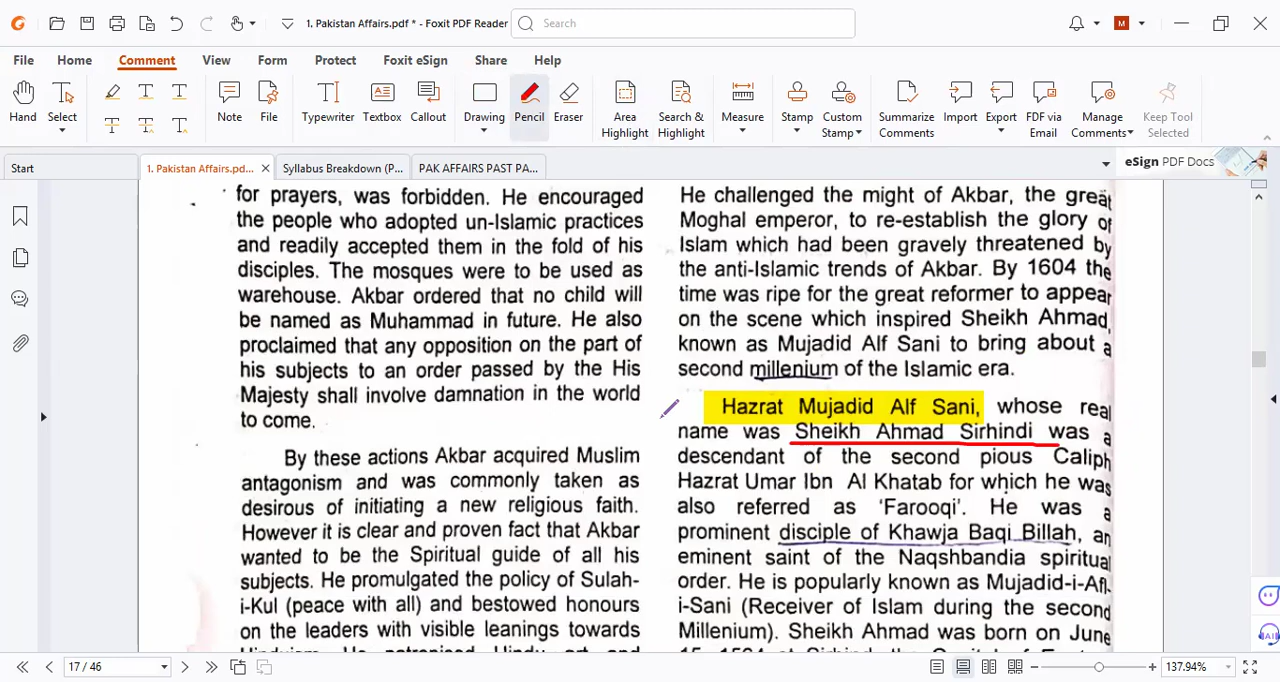 1. Pakistan Affairs.pdf * - Foxit PDF Reader
Search
M
File Home Comment View Form Protect Foxit eSign Share Help
Hand Select Note File Typewriter Textbox Callout Drawing Pencil Eraser Area Highlight Search & Highlight Measure Stamp Custom Stamp Summarize Comments Import Export FDF via Email Manage Comments Keep Tool Selected
Start 1. Pakistan Affairs.pd... Syllabus Breakdown (P... PAK AFFAIRS PAST PA... eSign PDF Docs
for prayers, was forbidden. He encouraged
the people who adopted un-Islamic practices
and readily accepted them in the fold of his
disciples. The mosques were to be used as
warehouse. Akbar ordered that no child will
be named as Muhammad in future. He also
proclaimed that any opposition on the part of
his subjects to an order passed by the His
Majesty shall involve damnation in the world
to come.
By these actions Akbar acquired Muslim
antagonism and was commonly taken as
desirous of initiating a new religious faith.
However it is clear and proven fact that Akbar
wanted to be the Spiritual guide of all his
subjects. He promulgated the policy of Sulah-
i-Kul (peace with all) and bestowed honours
on the leaders with visible leanings towards
Hinduism. He patronised Hindu art and
He challenged the might of Akbar, the great
Moghal emperor, to re-establish the glory of
Islam which had been gravely threatened by
the anti-Islamic trends of Akbar. By 1604 the
time was ripe for the great reformer to appear
on the scene which inspired Sheikh Ahmad,
known as Mujadid Alf Sani to bring about a
second millenium of the Islamic era.
Hazrat Mujadid Alf Sani, whose real
name was Sheikh Ahmad Sirhindi was a
descendant of the second pious Caliph
Hazrat Umar Ibn Al Khatab for which he was
also referred as 'Farooqi'. He was a
prominent disciple of Khawja Baqi Billah, an
eminent saint of the Naqshbandia spiritual
order. He is popularly known as Mujadid-i-Afl-
i-Sani (Receiver of Islam during the second
Millenium). Sheikh Ahmad was born on June
15, 1564 at Sirhind, the Capital of
17 / 46
137.94%